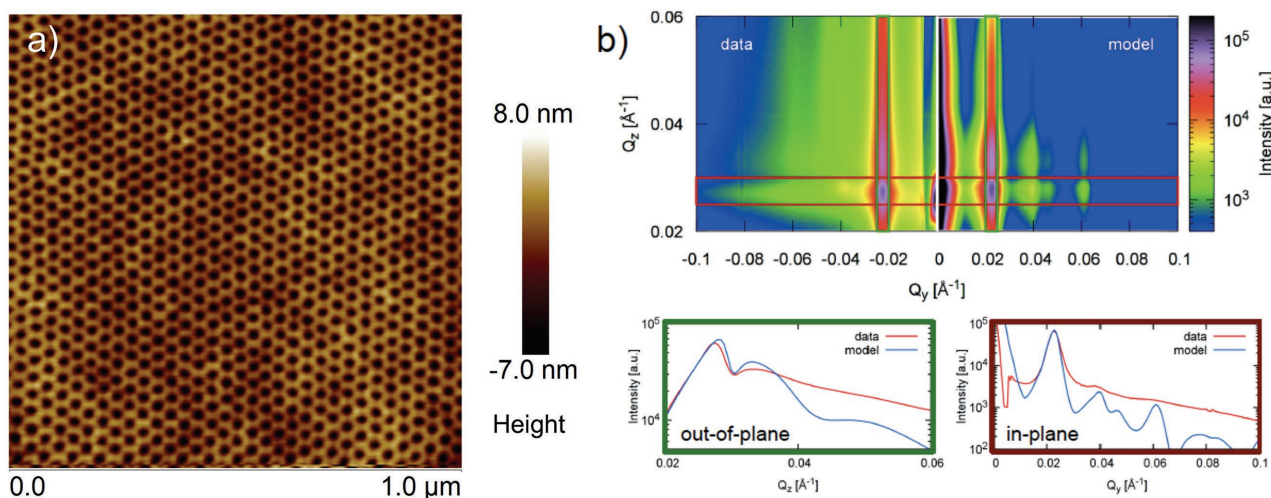 a)
8.0 nm
-7.0 nm
Height
0.0
1.0 µm
b)
data
model
0.06
0.04
0.02
Q_z [Å⁻¹]
-0.1 -0.08 -0.06 -0.04 -0.02 0 0.02 0.04 0.06 0.08 0.1
Q_y [Å⁻¹]
10⁵
10⁴
10³
Intensity [a.u.]
10⁵
10⁴
Intensity [a.u.]
data
model
out-of-plane
0.02 0.04 0.06
Q_z [Å⁻¹]
10⁵
10⁴
10³
10²
Intensity [a.u.]
data
model
in-plane
0 0.02 0.04 0.06 0.08 0.1
Q_y [Å⁻¹]